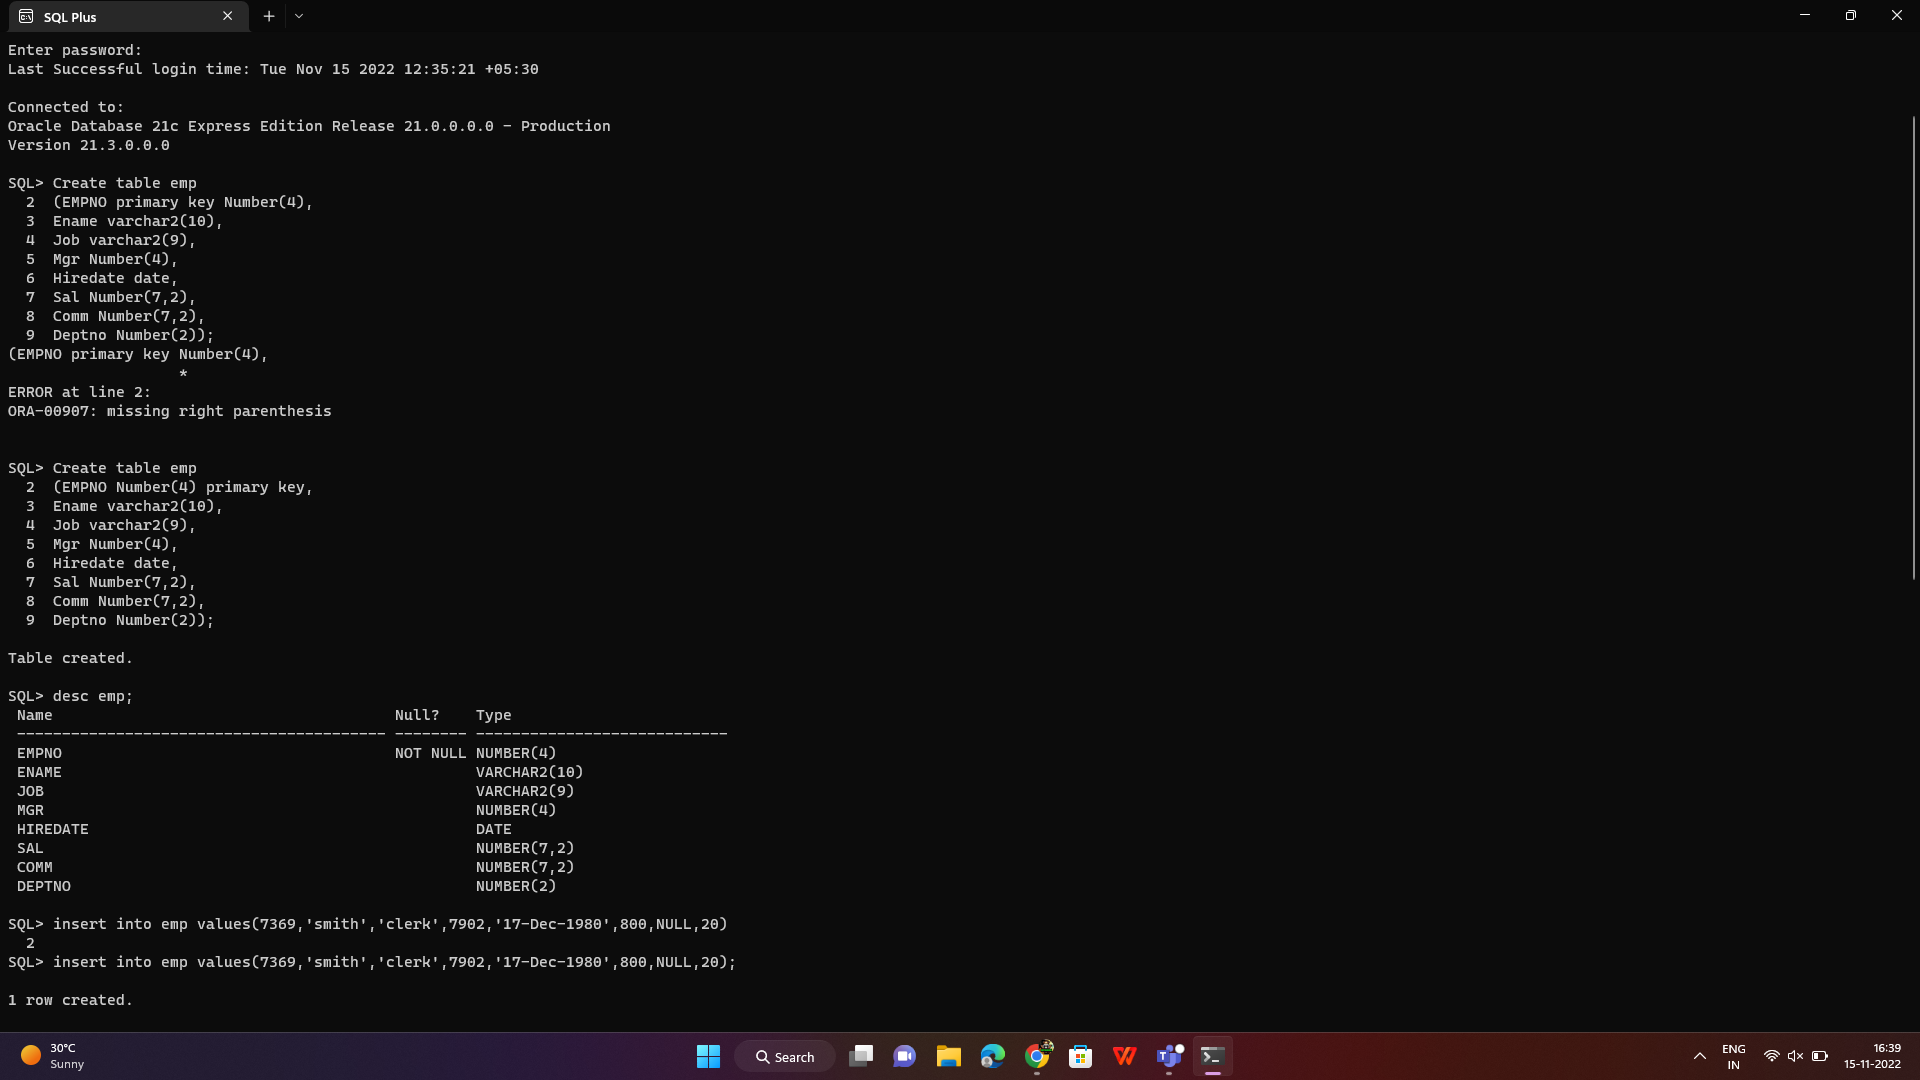 SQL Plus
Enter password:
Last Successful login time: Tue Nov 15 2022 12:35:21 +05:30
Connected to:
Oracle Database 21c Express Edition Release 21.0.0.0.0 - Production
Version 21.3.0.0.0
SQL> Create table emp
2 (EMPNO primary key Number(4),
3 Ename varchar2(10),
4 Job varchar2(9),
5 Mgr Number(4),
6 Hiredate date,
7 Sal Number(7,2),
8 Comm Number(7,2),
9 Deptno Number(2));
(EMPNO primary key Number(4),
*
ERROR at line 2:
ORA-00907: missing right parenthesis
SQL> Create table emp
2 (EMPNO Number(4) primary key,
3 Ename varchar2(10),
4 Job varchar2(9),
5 Mgr Number(4),
6 Hiredate date,
7 Sal Number(7,2),
8 Comm Number(7,2),
9 Deptno Number(2));
Table created.
SQL> desc emp;
Name Null? Type
----------------------------------------- -------- ----------------------------
EMPNO NOT NULL NUMBER(4)
ENAME VARCHAR2(10)
JOB VARCHAR2(9)
MGR NUMBER(4)
HIREDATE DATE
SAL NUMBER(7,2)
COMM NUMBER(7,2)
DEPTNO NUMBER(2)
SQL> insert into emp values(7369,'smith','clerk',7902,'17-Dec-1980',800,NULL,20)
2
SQL> insert into emp values(7369,'smith','clerk',7902,'17-Dec-1980',800,NULL,20);
1 row created.
30°C
Sunny
Search
ENG
IN
16:39
15-11-2022